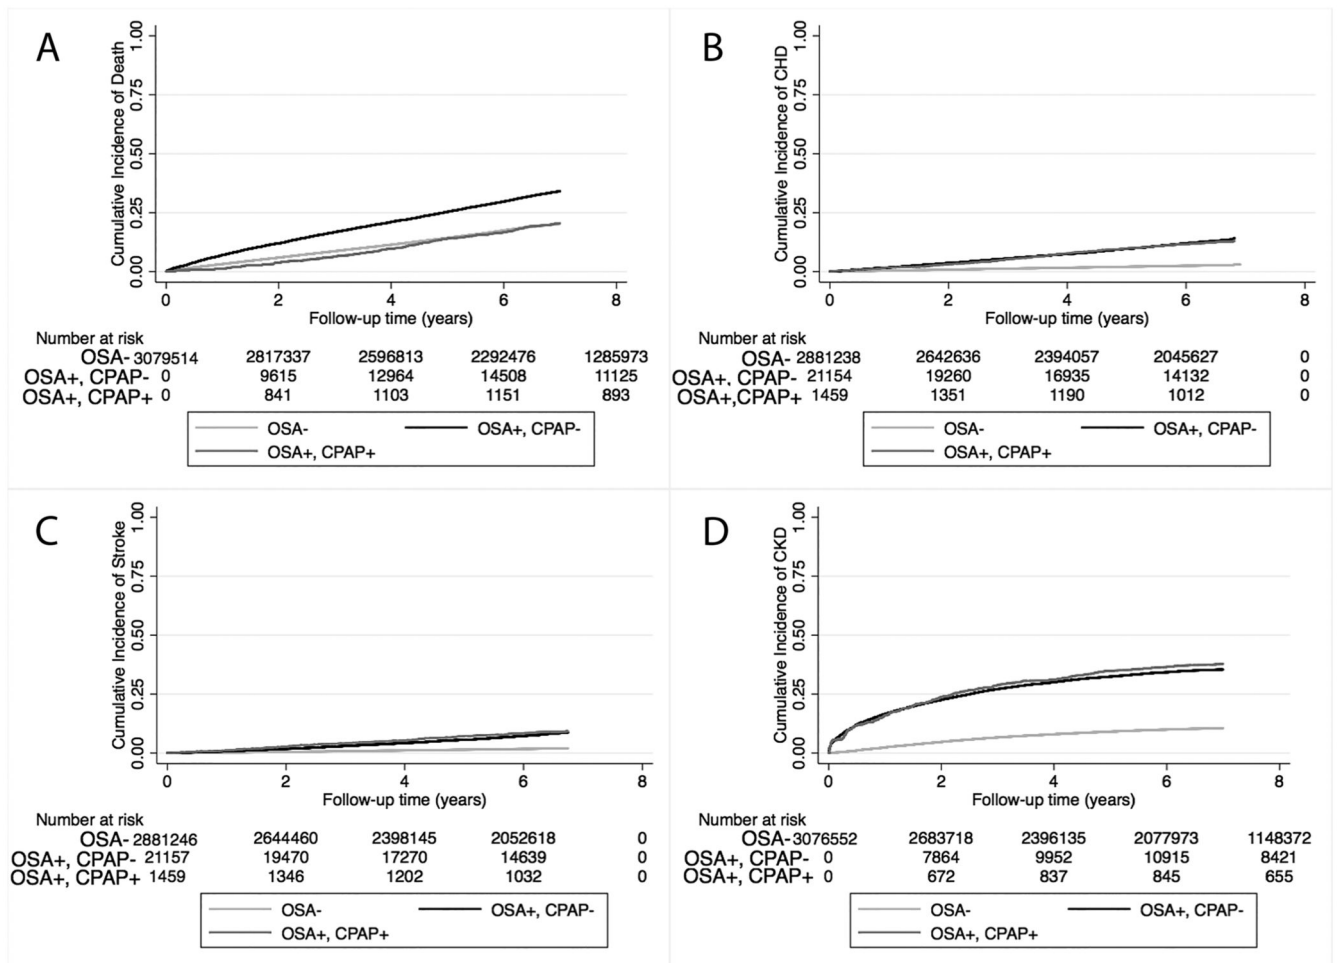 A
Cumulative Incidence of Death
1.00
0.75
0.50
0.25
0.00
0 2 4 6 8
Follow-up time (years)
Number at risk
OSA- 3079514 2817337 2596813 2292476 1285973
OSA+, CPAP- 0 9615 12964 14508 11125
OSA+, CPAP+ 0 841 1103 1151 893
OSA- OSA+, CPAP-
OSA+, CPAP+
B
Cumulative Incidence of CHD
1.00
0.75
0.50
0.25
0.00
0 2 4 6 8
Follow-up time (years)
Number at risk
OSA- 2881238 2642636 2394057 2045627 0
OSA+, CPAP- 21154 19260 16935 14132 0
OSA+,CPAP+ 1459 1351 1190 1012 0
OSA- OSA+, CPAP-
OSA+, CPAP+
C
Cumulative Incidence of Stroke
1.00
0.75
0.50
0.25
0.00
0 2 4 6 8
Follow-up time (years)
Number at risk
OSA- 2881246 2644460 2398145 2052618 0
OSA+, CPAP- 21157 19470 17270 14639 0
OSA+, CPAP+ 1459 1346 1202 1032 0
OSA- OSA+, CPAP-
OSA+, CPAP+
D
Cumulative Incidence of CKD
1.00
0.75
0.50
0.25
0.00
0 2 4 6 8
Follow-up time (years)
Number at risk
OSA- 3076552 2683718 2396135 2077973 1148372
OSA+, CPAP- 0 7864 9952 10915 8421
OSA+, CPAP+ 0 672 837 845 655
OSA- OSA+, CPAP-
OSA+, CPAP+